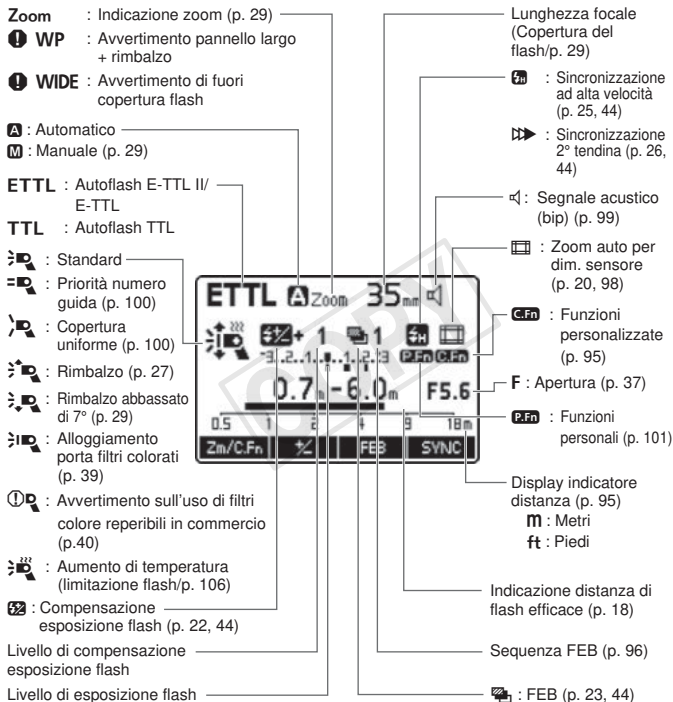 Zoom : Indicazione zoom (p. 29)
WP : Avvertimento pannello largo
+ rimbalzo
WIDE : Avvertimento di fuori
copertura flash
A : Automatico
M : Manuale (p. 29)
ETTL : Autoflash E-TTL II/
E-TTL
TTL : Autoflash TTL
: Standard
: Priorità numero
guida (p. 100)
: Copertura
uniforme (p. 100)
: Rimbalzo (p. 27)
: Rimbalzo abbassato
di 7° (p. 29)
: Alloggiamento
porta filtri colorati
(p. 39)
: Avvertimento sull'uso di filtri
colore reperibili in commercio
(p.40)
: Aumento di temperatura
(limitazione flash/p. 106)
: Compensazione
esposizione flash (p. 22, 44)
Livello di compensazione
esposizione flash
Livello di esposizione flash
ETTL A Zoom 35mm
+ 1 1 H
-3..2..1..0..1..2.:3 P.Fn C.Fn
0.7m-6.0m F5.6
0.5 1 2 4 9 18m
Zm/C.Fn +/- FEB SYNC
COPY
Lunghezza focale
(Copertura del
flash/p. 29)
H : Sincronizzazione
ad alta velocità
(p. 25, 44)
: Sincronizzazione
2° tendina (p. 26,
44)
: Segnale acustico
(bip) (p. 99)
: Zoom auto per
dim. sensore
(p. 20, 98)
C.Fn : Funzioni
personalizzate
(p. 95)
F : Apertura (p. 37)
P.Fn : Funzioni
personali (p. 101)
Display indicatore
distanza (p. 95)
m : Metri
ft : Piedi
Indicazione distanza di
flash efficace (p. 18)
Sequenza FEB (p. 96)
: FEB (p. 23, 44)